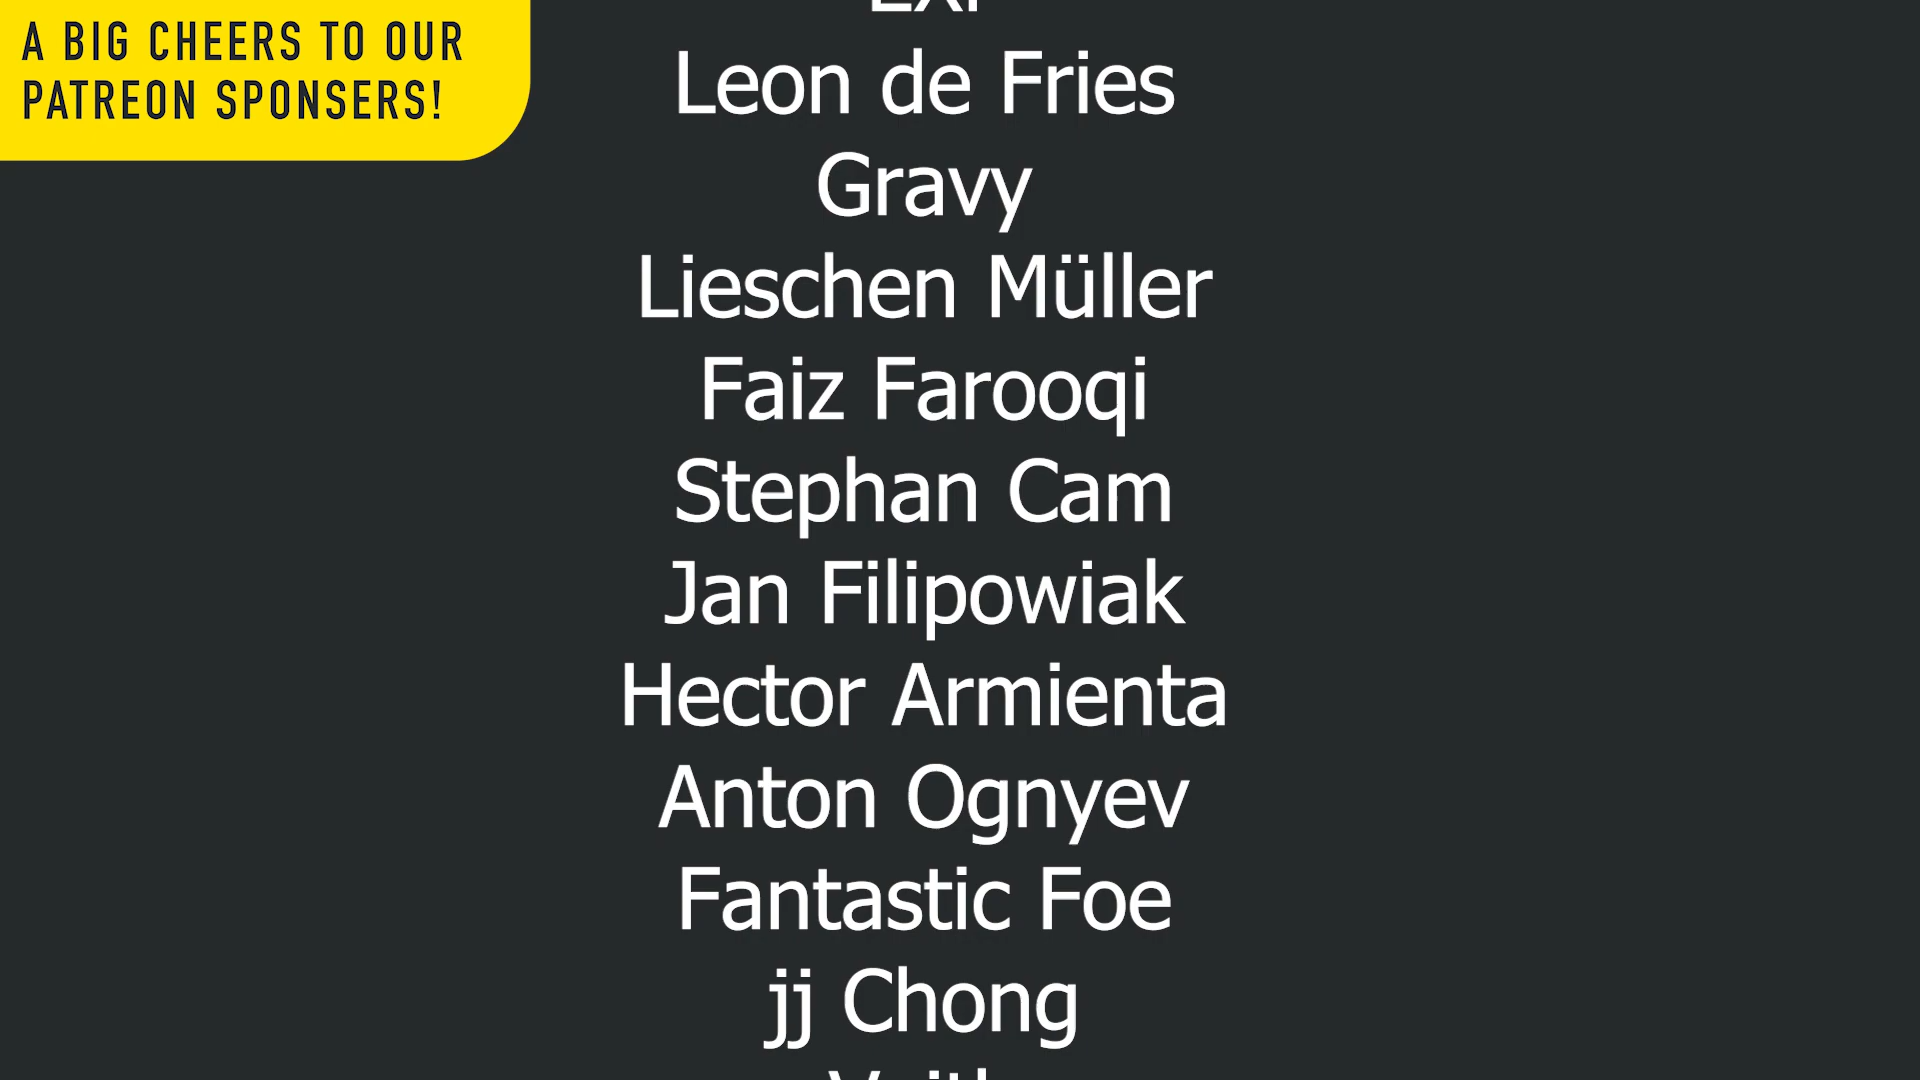 A BIG CHEERS TO OUR
PATREON SPONSERS!
Leon de Fries
Gravy
Lieschen Müller
Faiz Farooqi
Stephan Cam
Jan Filipowiak
Hector Armienta
Anton Ognyev
Fantastic Foe
jj Chong